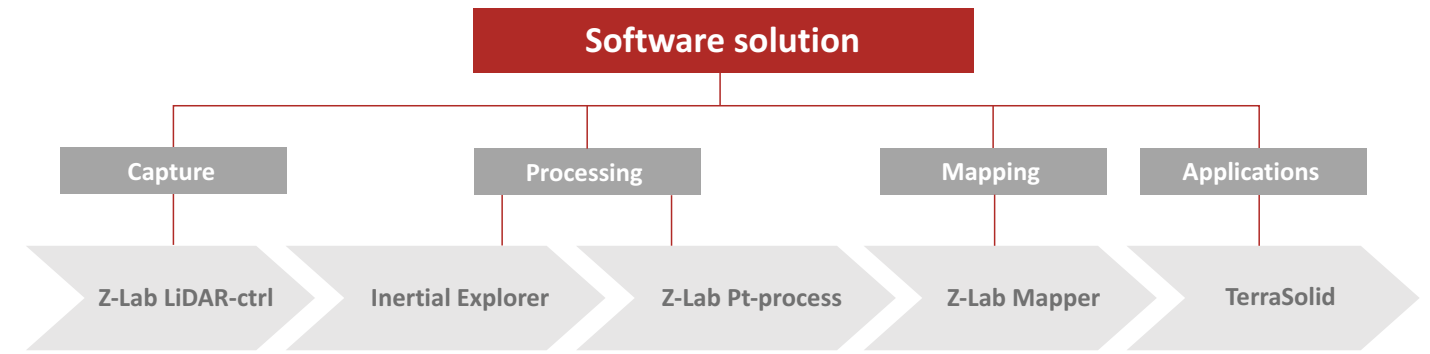 Software solution
Capture
Processing
Mapping
Applications
Z-Lab LiDAR-ctrl
Inertial Explorer
Z-Lab Pt-process
Z-Lab Mapper
TerraSolid